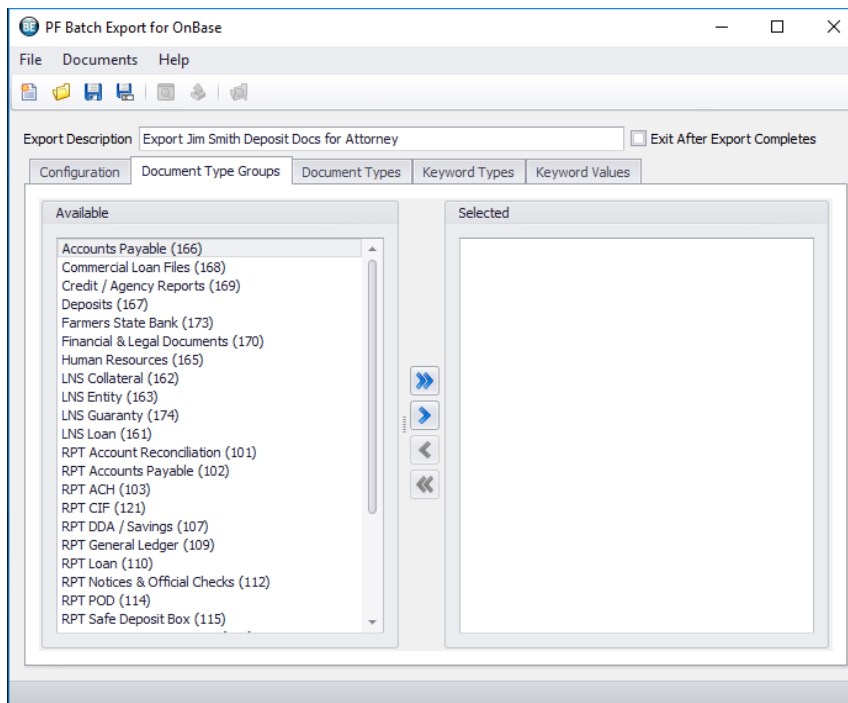 BE PF Batch Export for OnBase
File Documents Help
Export Description Export Jim Smith Deposit Docs for Attorney Exit After Export Completes
Configuration Document Type Groups Document Types Keyword Types Keyword Values
Available Selected
Accounts Payable (166)
Commercial Loan Files (168)
Credit / Agency Reports (169)
Deposits (167)
Farmers State Bank (173)
Financial & Legal Documents (170)
Human Resources (165)
LNS Collateral (162)
LNS Entity (163)
LNS Guaranty (174)
LNS Loan (161)
RPT Account Reconciliation (101)
RPT Accounts Payable (102)
RPT ACH (103)
RPT CIF (121)
RPT DDA / Savings (107)
RPT General Ledger (109)
RPT Loan (110)
RPT Notices & Official Checks (112)
RPT POD (114)
RPT Safe Deposit Box (115)